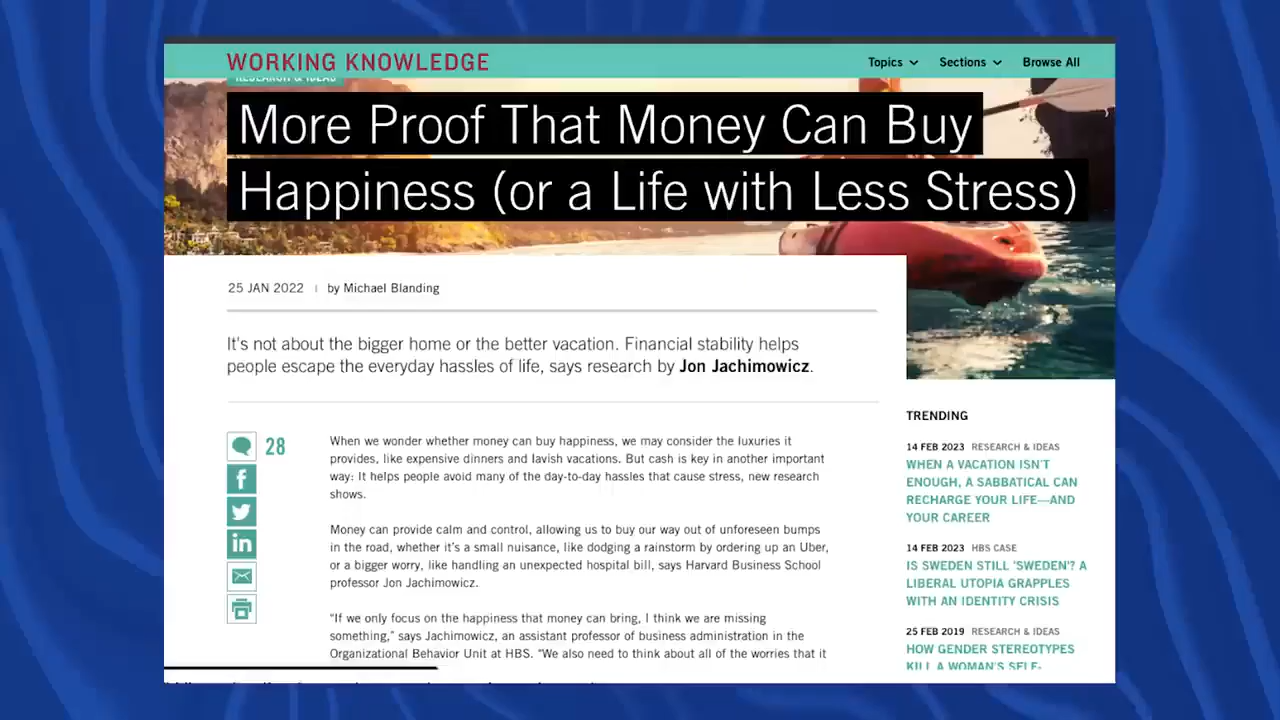 WORKING KNOWLEDGE
Topics
Sections
Browse All
RESEARCH & IDEAS
More Proof That Money Can Buy
Happiness (or a Life with Less Stress)
25 JAN 2022 | by Michael Blanding
It's not about the bigger home or the better vacation. Financial stability helps
people escape the everyday hassles of life, says research by Jon Jachimowicz.
28
When we wonder whether money can buy happiness, we may consider the luxuries it
provides, like expensive dinners and lavish vacations. But cash is key in another important
way: It helps people avoid many of the day-to-day hassles that cause stress, new research
shows.
Money can provide calm and control, allowing us to buy our way out of unforeseen bumps
in the road, whether it's a small nuisance, like dodging a rainstorm by ordering up an Uber,
or a bigger worry, like handling an unexpected hospital bill, says Harvard Business School
professor Jon Jachimowicz.
“If we only focus on the happiness that money can bring, I think we are missing
something,” says Jachimowicz, an assistant professor of business administration in the
Organizational Behavior Unit at HBS. “We also need to think about all of the worries that it
TRENDING
14 FEB 2023 RESEARCH & IDEAS
WHEN A VACATION ISN'T
ENOUGH, A SABBATICAL CAN
RECHARGE YOUR LIFE—AND
YOUR CAREER
14 FEB 2023 HBS CASE
IS SWEDEN STILL 'SWEDEN'? A
LIBERAL UTOPIA GRAPPLES
WITH AN IDENTITY CRISIS
25 FEB 2019 RESEARCH & IDEAS
HOW GENDER STEREOTYPES
KILL A WOMAN'S SELF-